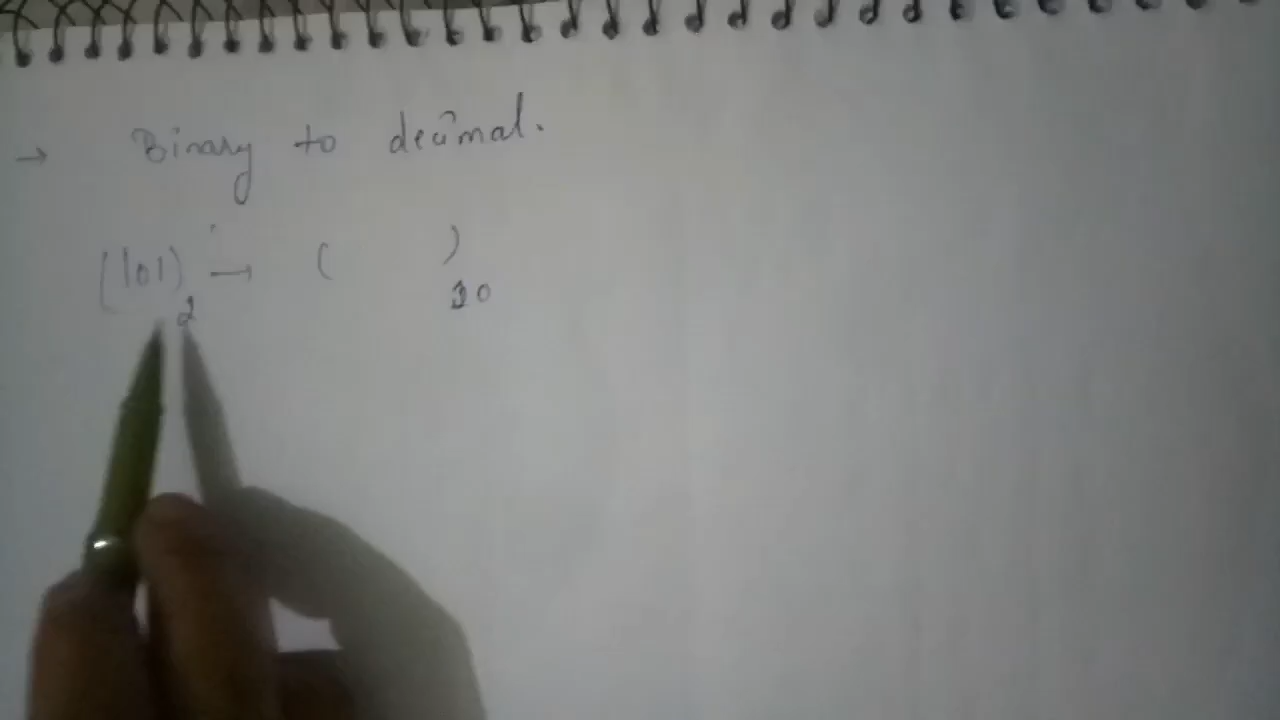 → Binary to decimal.
(101)2 → ( )10